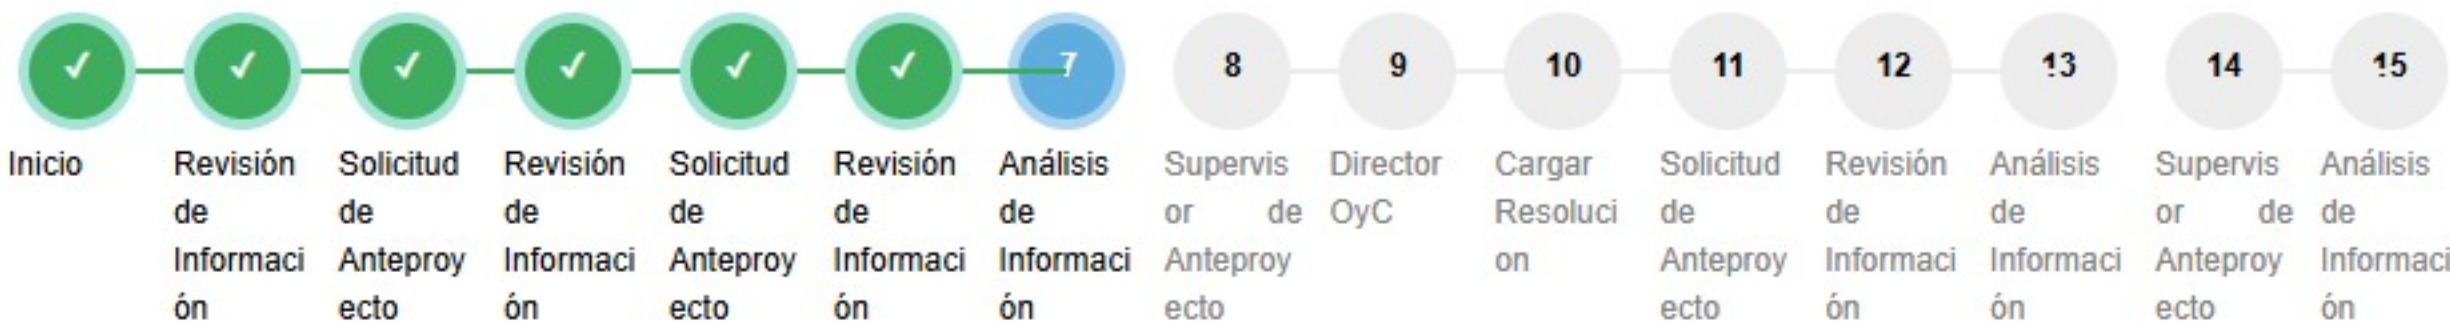 ✓ ✓ ✓ ✓ ✓ ✓ 7 8 9 10 11 12 13 14 15
Inicio Revisión Solicitud Revisión Solicitud Revisión Análisis Supervis Director Cargar Solicitud Revisión Análisis Supervis Análisis
de de de de de de or de OyC Resoluci de de de or de de
Informaci Anteproy Informaci Anteproy Informaci Informaci Anteproy on Anteproy Informaci Informaci Anteproy Informaci
ón ecto ón ecto ón ón ecto ecto ón ón ecto ón